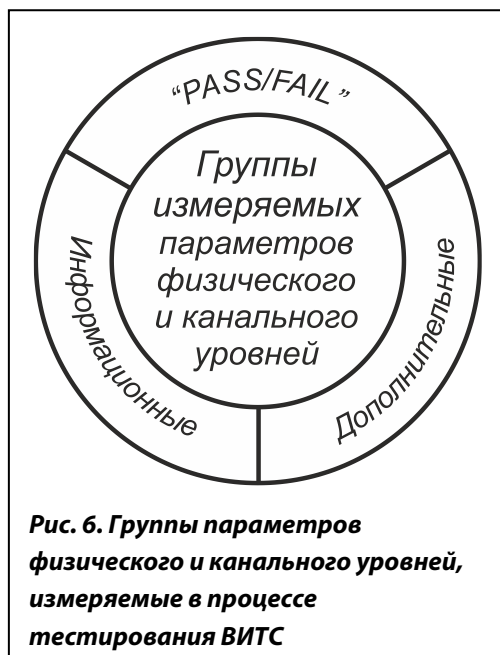 “PASS/FAIL”
Группы
измеряемых
параметров
физического
и канального
уровней
Информационные
Дополнительные
Рис. 6. Группы параметров
физического и канального уровней,
измеряемые в процессе
тестирования ВИТС